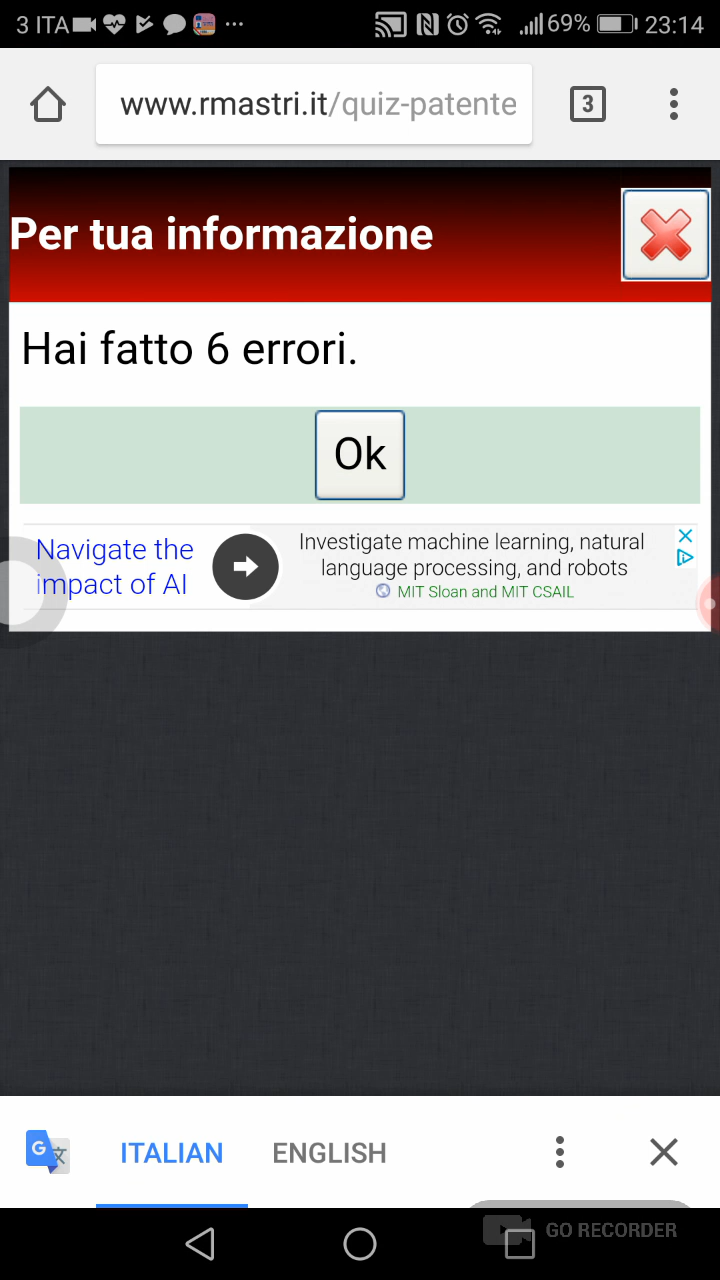 3 ITA ... 69% 23:14
www.rmastri.it/quiz-patente 3
Per tua informazione
Hai fatto 6 errori.
Ok
Navigate the
impact of AI
Investigate machine learning, natural
language processing, and robots
MIT Sloan and MIT CSAIL
G 文 ITALIAN ENGLISH
GO RECORDER